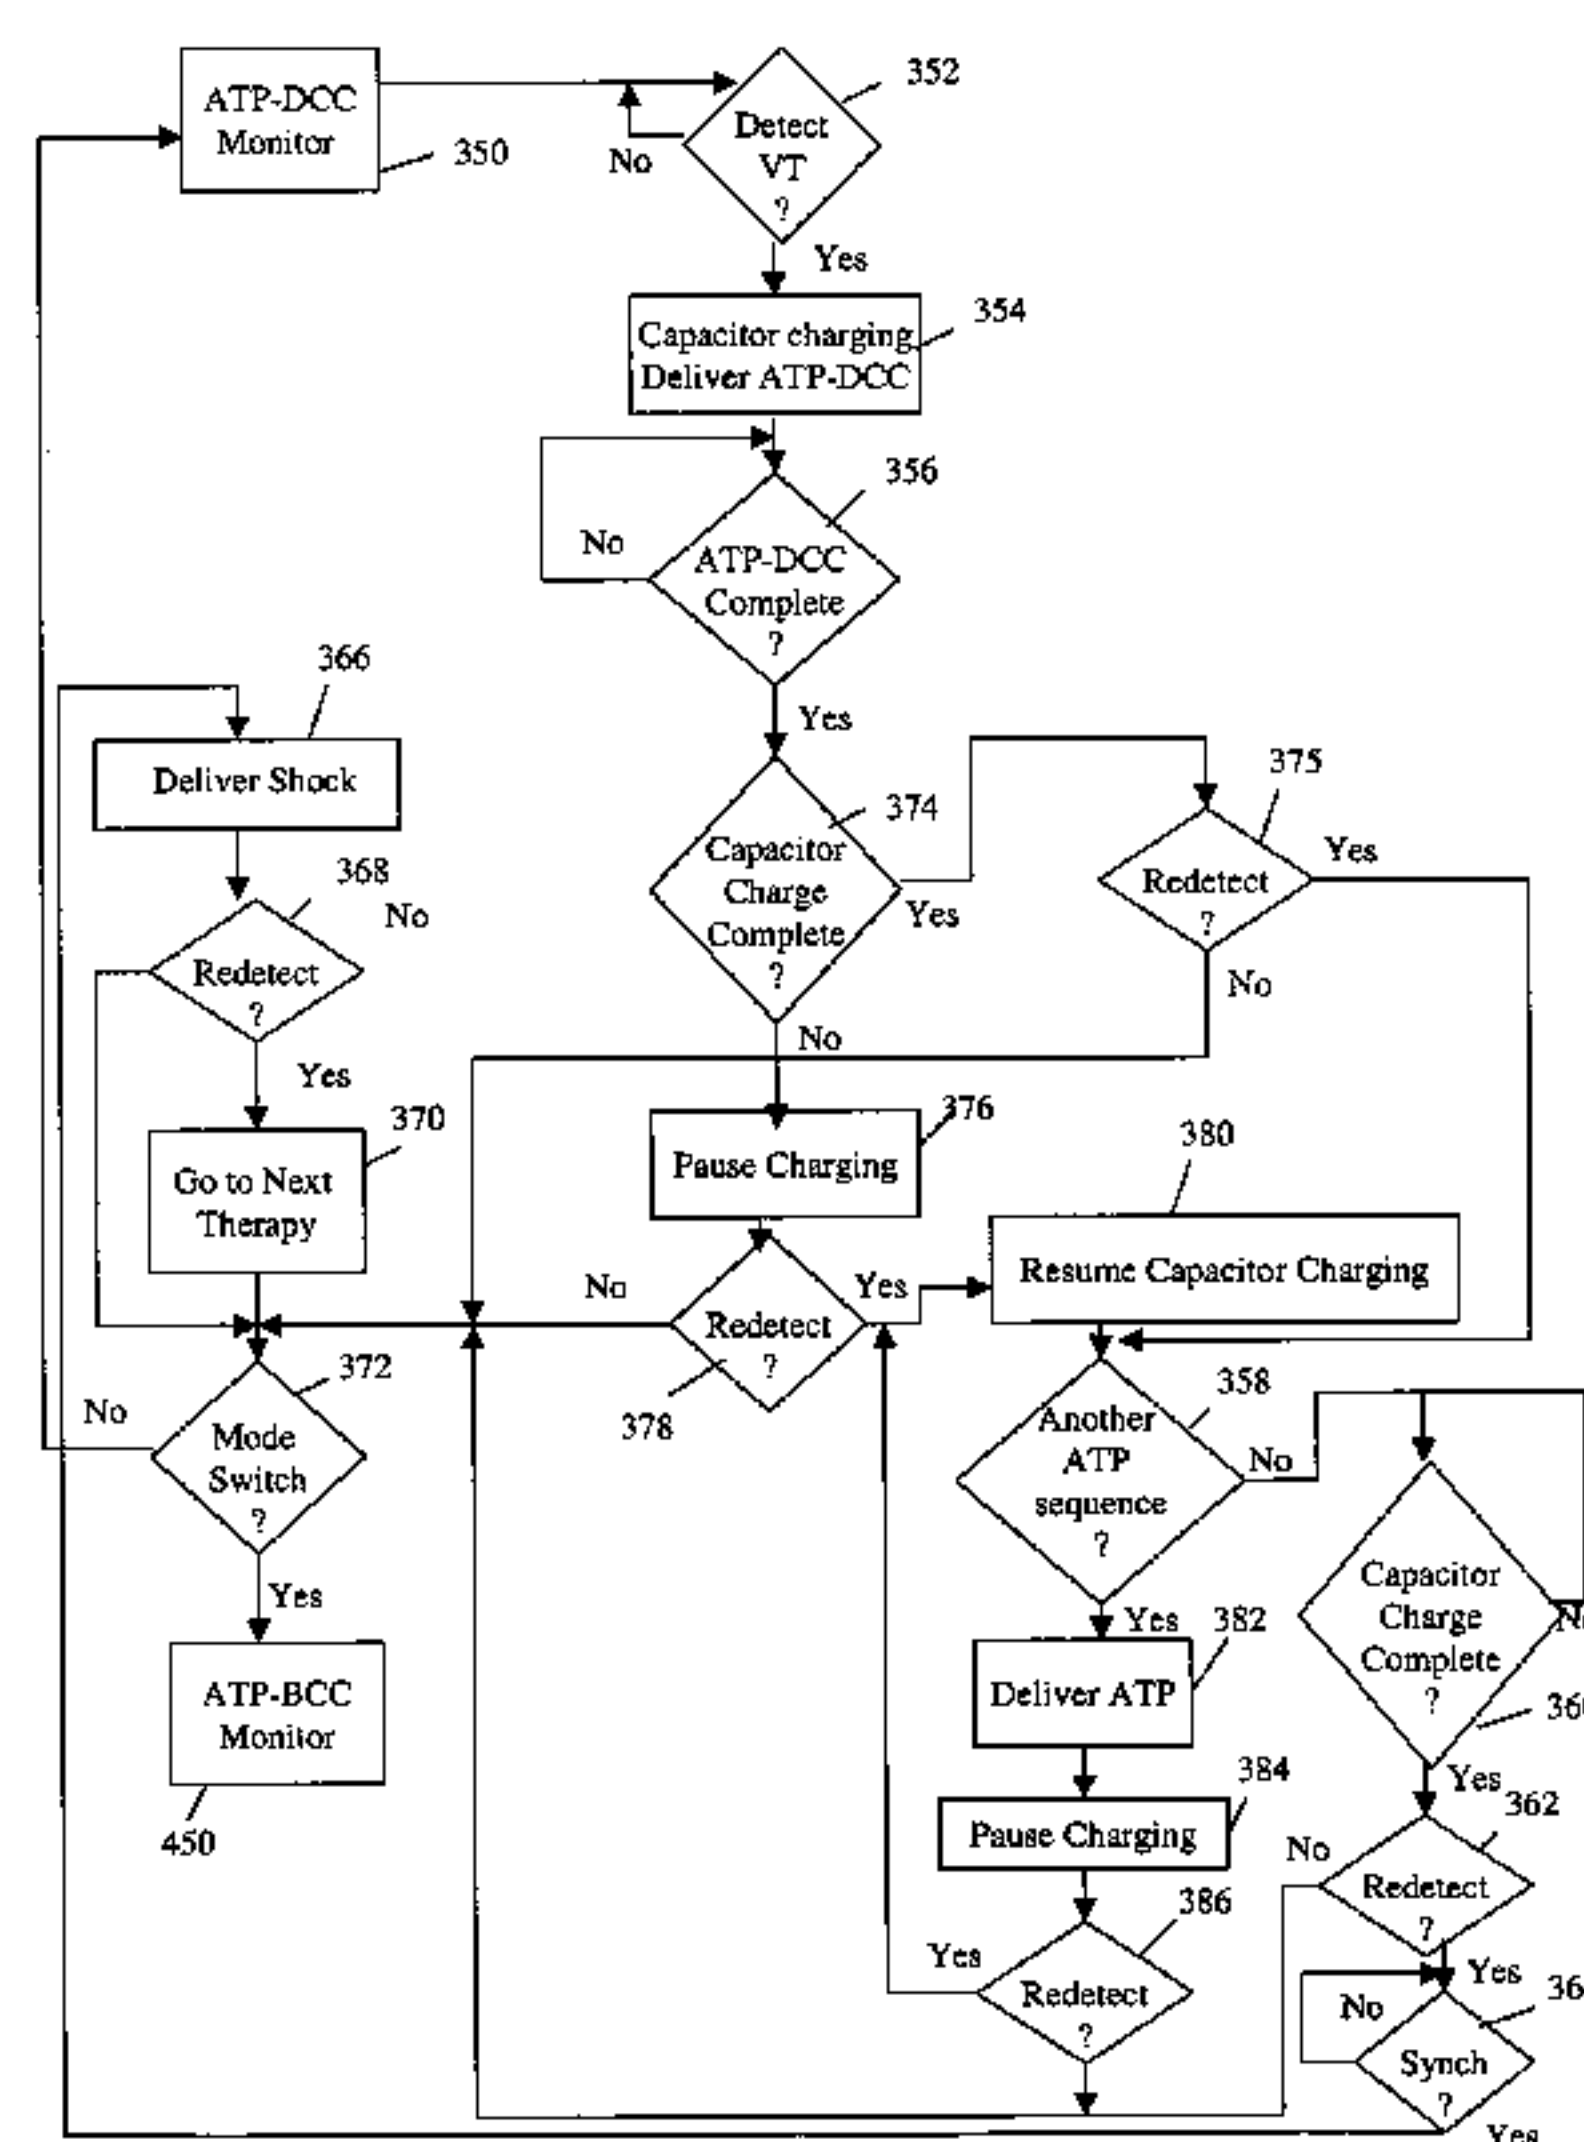 ATP-DCC
Monitor
350
352
Detect
VT
?
No
Yes
354
Capacitor charging
Deliver ATP-DCC
356
No
ATP-DCC
Complete
?
Yes
366
Deliver Shock
368
No
Redetect
?
Yes
370
Go to Next
Therapy
374
Capacitor
Charge
Complete
?
Yes
No
375
Redetect
?
Yes
No
376
Pause Charging
380
Resume Capacitor Charging
No
Redetect
?
Yes
378
372
No
Mode
Switch
?
Yes
ATP-BCC
Monitor
450
358
Another
ATP
sequence
?
No
Yes
382
Deliver ATP
384
Pause Charging
386
Yes
Redetect
?
Capacitor
Charge
Complete
?
Yes
362
No
Redetect
?
Yes
No
Synch
?
Yes